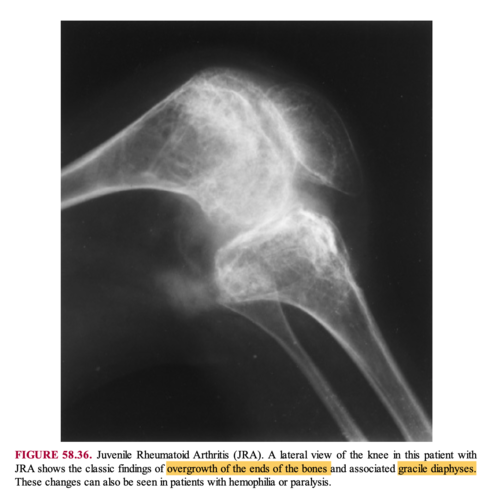 FIGURE 58.36. Juvenile Rheumatoid Arthritis (JRA). A lateral view of the knee in this patient with
JRA shows the classic findings of overgrowth of the ends of the bones and associated gracile diaphyses.
These changes can also be seen in patients with hemophilia or paralysis.